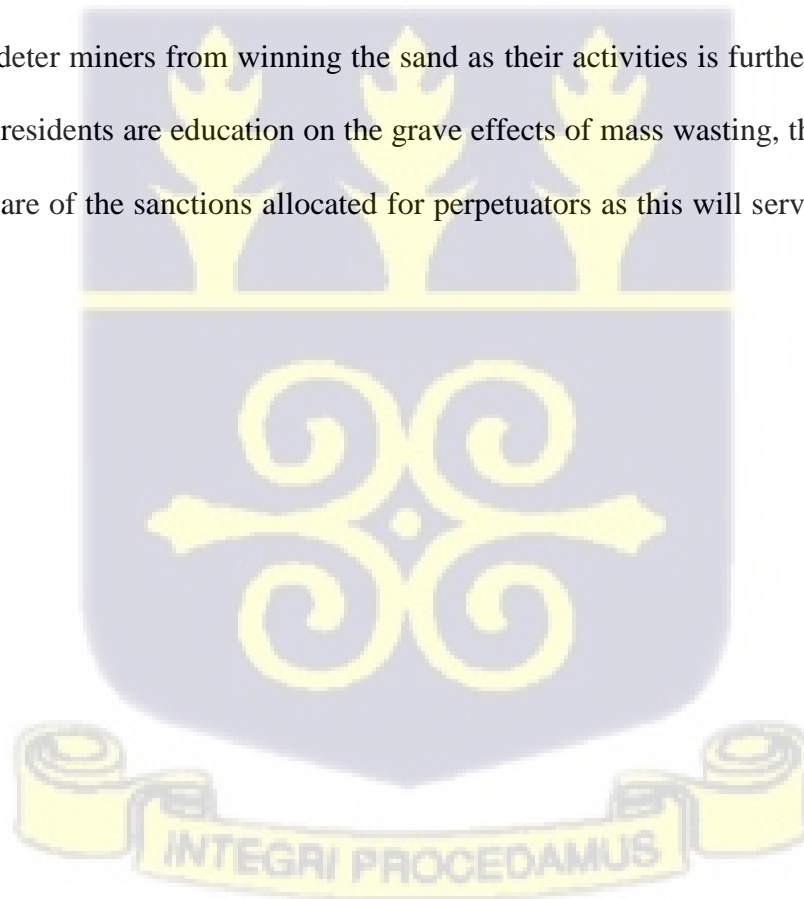 deter miners from winning the sand as their activities is furthe
residents are education on the grave effects of mass wasting, th
are of the sanctions allocated for perpetuators as this will serv
INTEGRI PROCEDAMUS